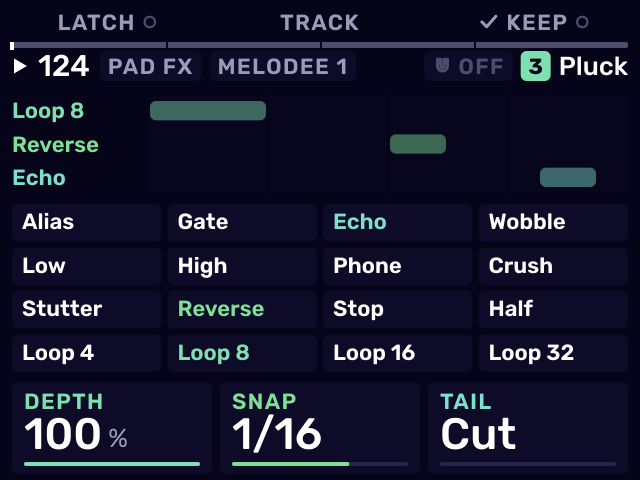 LATCH TRACK KEEP
124 PAD FX MELODEE 1 OFF 3 Pluck
Loop 8
Reverse
Echo
Alias Gate Echo Wobble
Low High Phone Crush
Stutter Reverse Stop Half
Loop 4 Loop 8 Loop 16 Loop 32
DEPTH SNAP TAIL
100 % 1/16 Cut